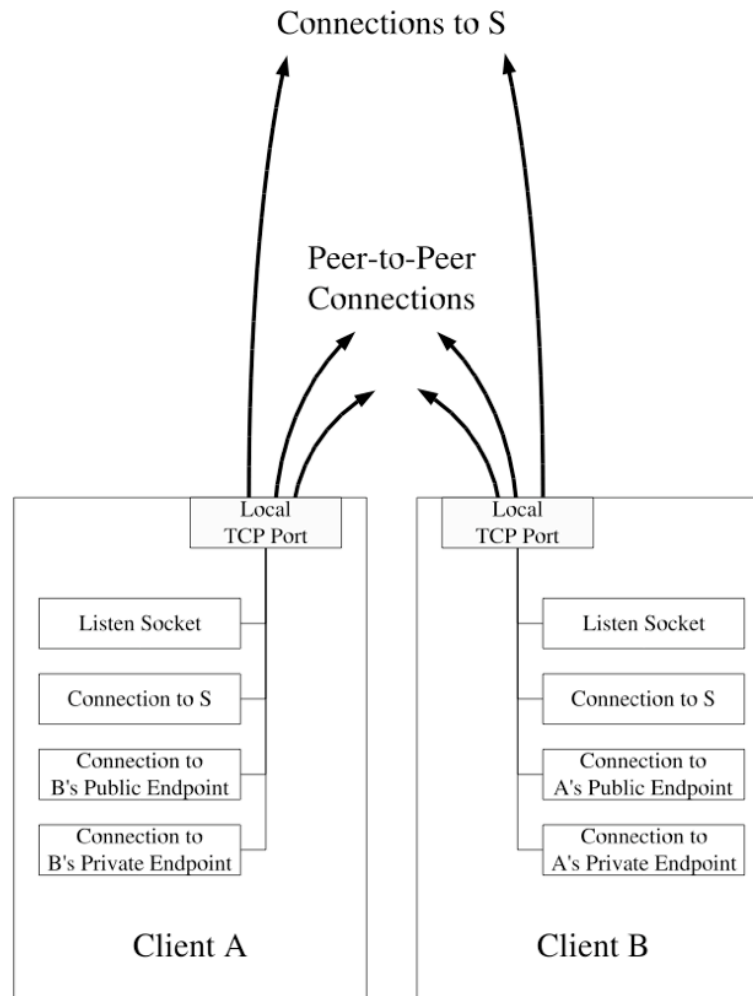 Connections to S
Peer-to-Peer
Connections
Local
TCP Port
Listen Socket
Connection to S
Connection to
B's Public Endpoint
Connection to
B's Private Endpoint
Client A
Local
TCP Port
Listen Socket
Connection to S
Connection to
A's Public Endpoint
Connection to
A's Private Endpoint
Client B